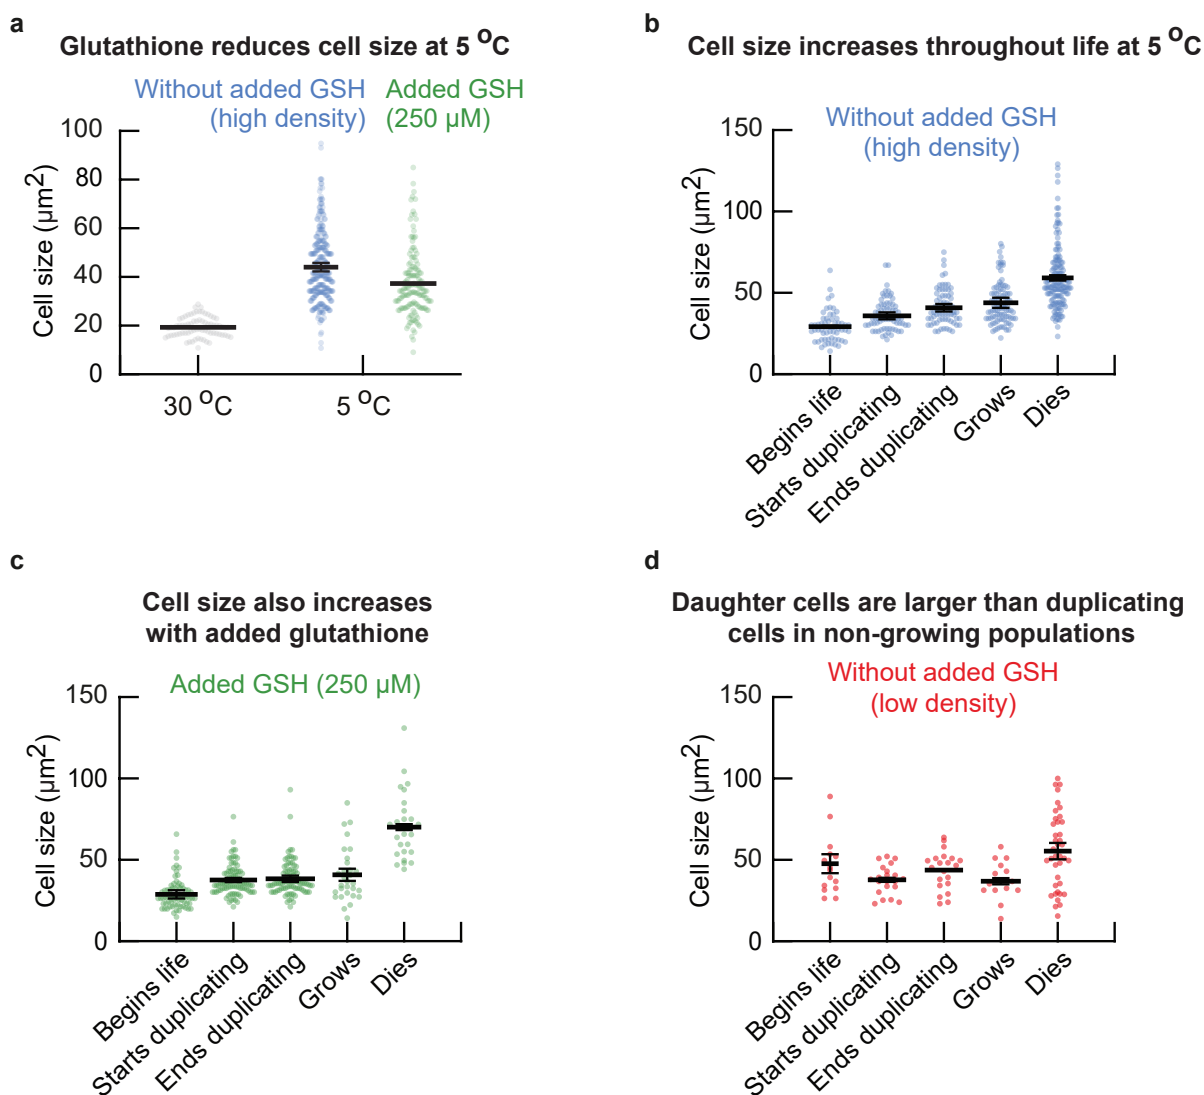 a
Glutathione reduces cell size at 5 °C
Without added GSH
(high density)
Added GSH
(250 µM)
Cell size (µm²)
100
80
60
40
20
0
30 °C
5 °C
b
Cell size increases throughout life at 5 °C
Without added GSH
(high density)
Cell size (µm²)
150
100
50
0
Begins life
Starts duplicating
Ends duplicating
Grows
Dies
c
Cell size also increases
with added glutathione
Added GSH (250 µM)
Cell size (µm²)
150
100
50
0
Begins life
Starts duplicating
Ends duplicating
Grows
Dies
d
Daughter cells are larger than duplicating
cells in non-growing populations
Without added GSH
(low density)
Cell size (µm²)
150
100
50
0
Begins life
Starts duplicating
Ends duplicating
Grows
Dies